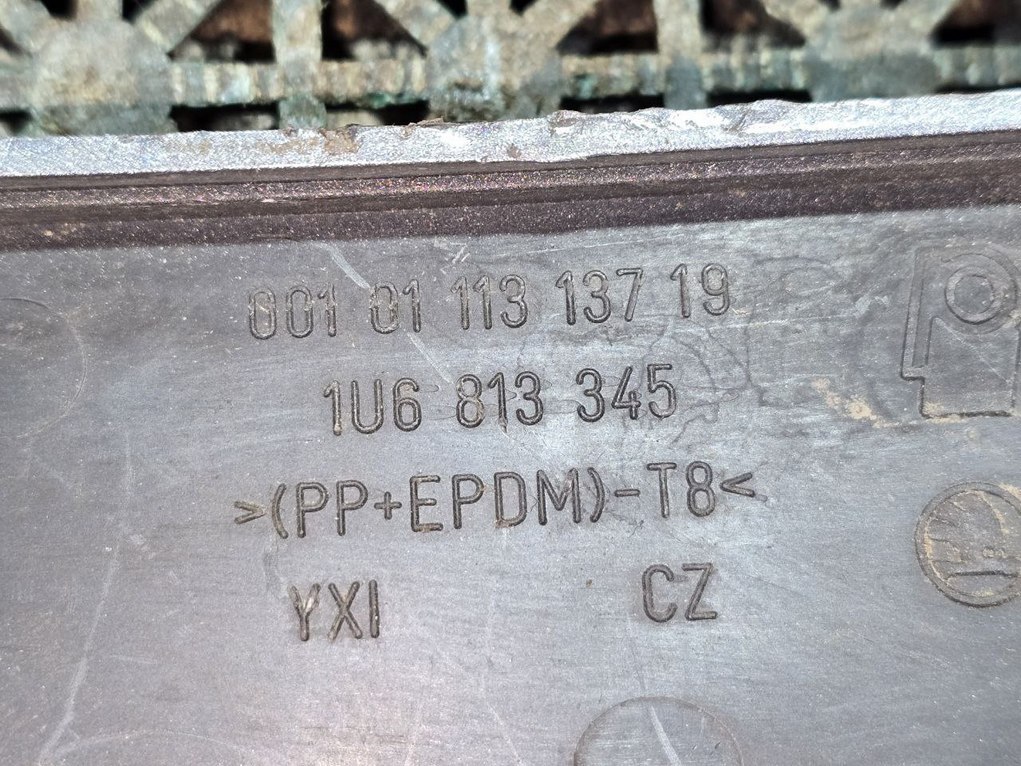 001 01 113 137 19
1U6 813 345
>(PP+EPDM)-T8<
YXI CZ